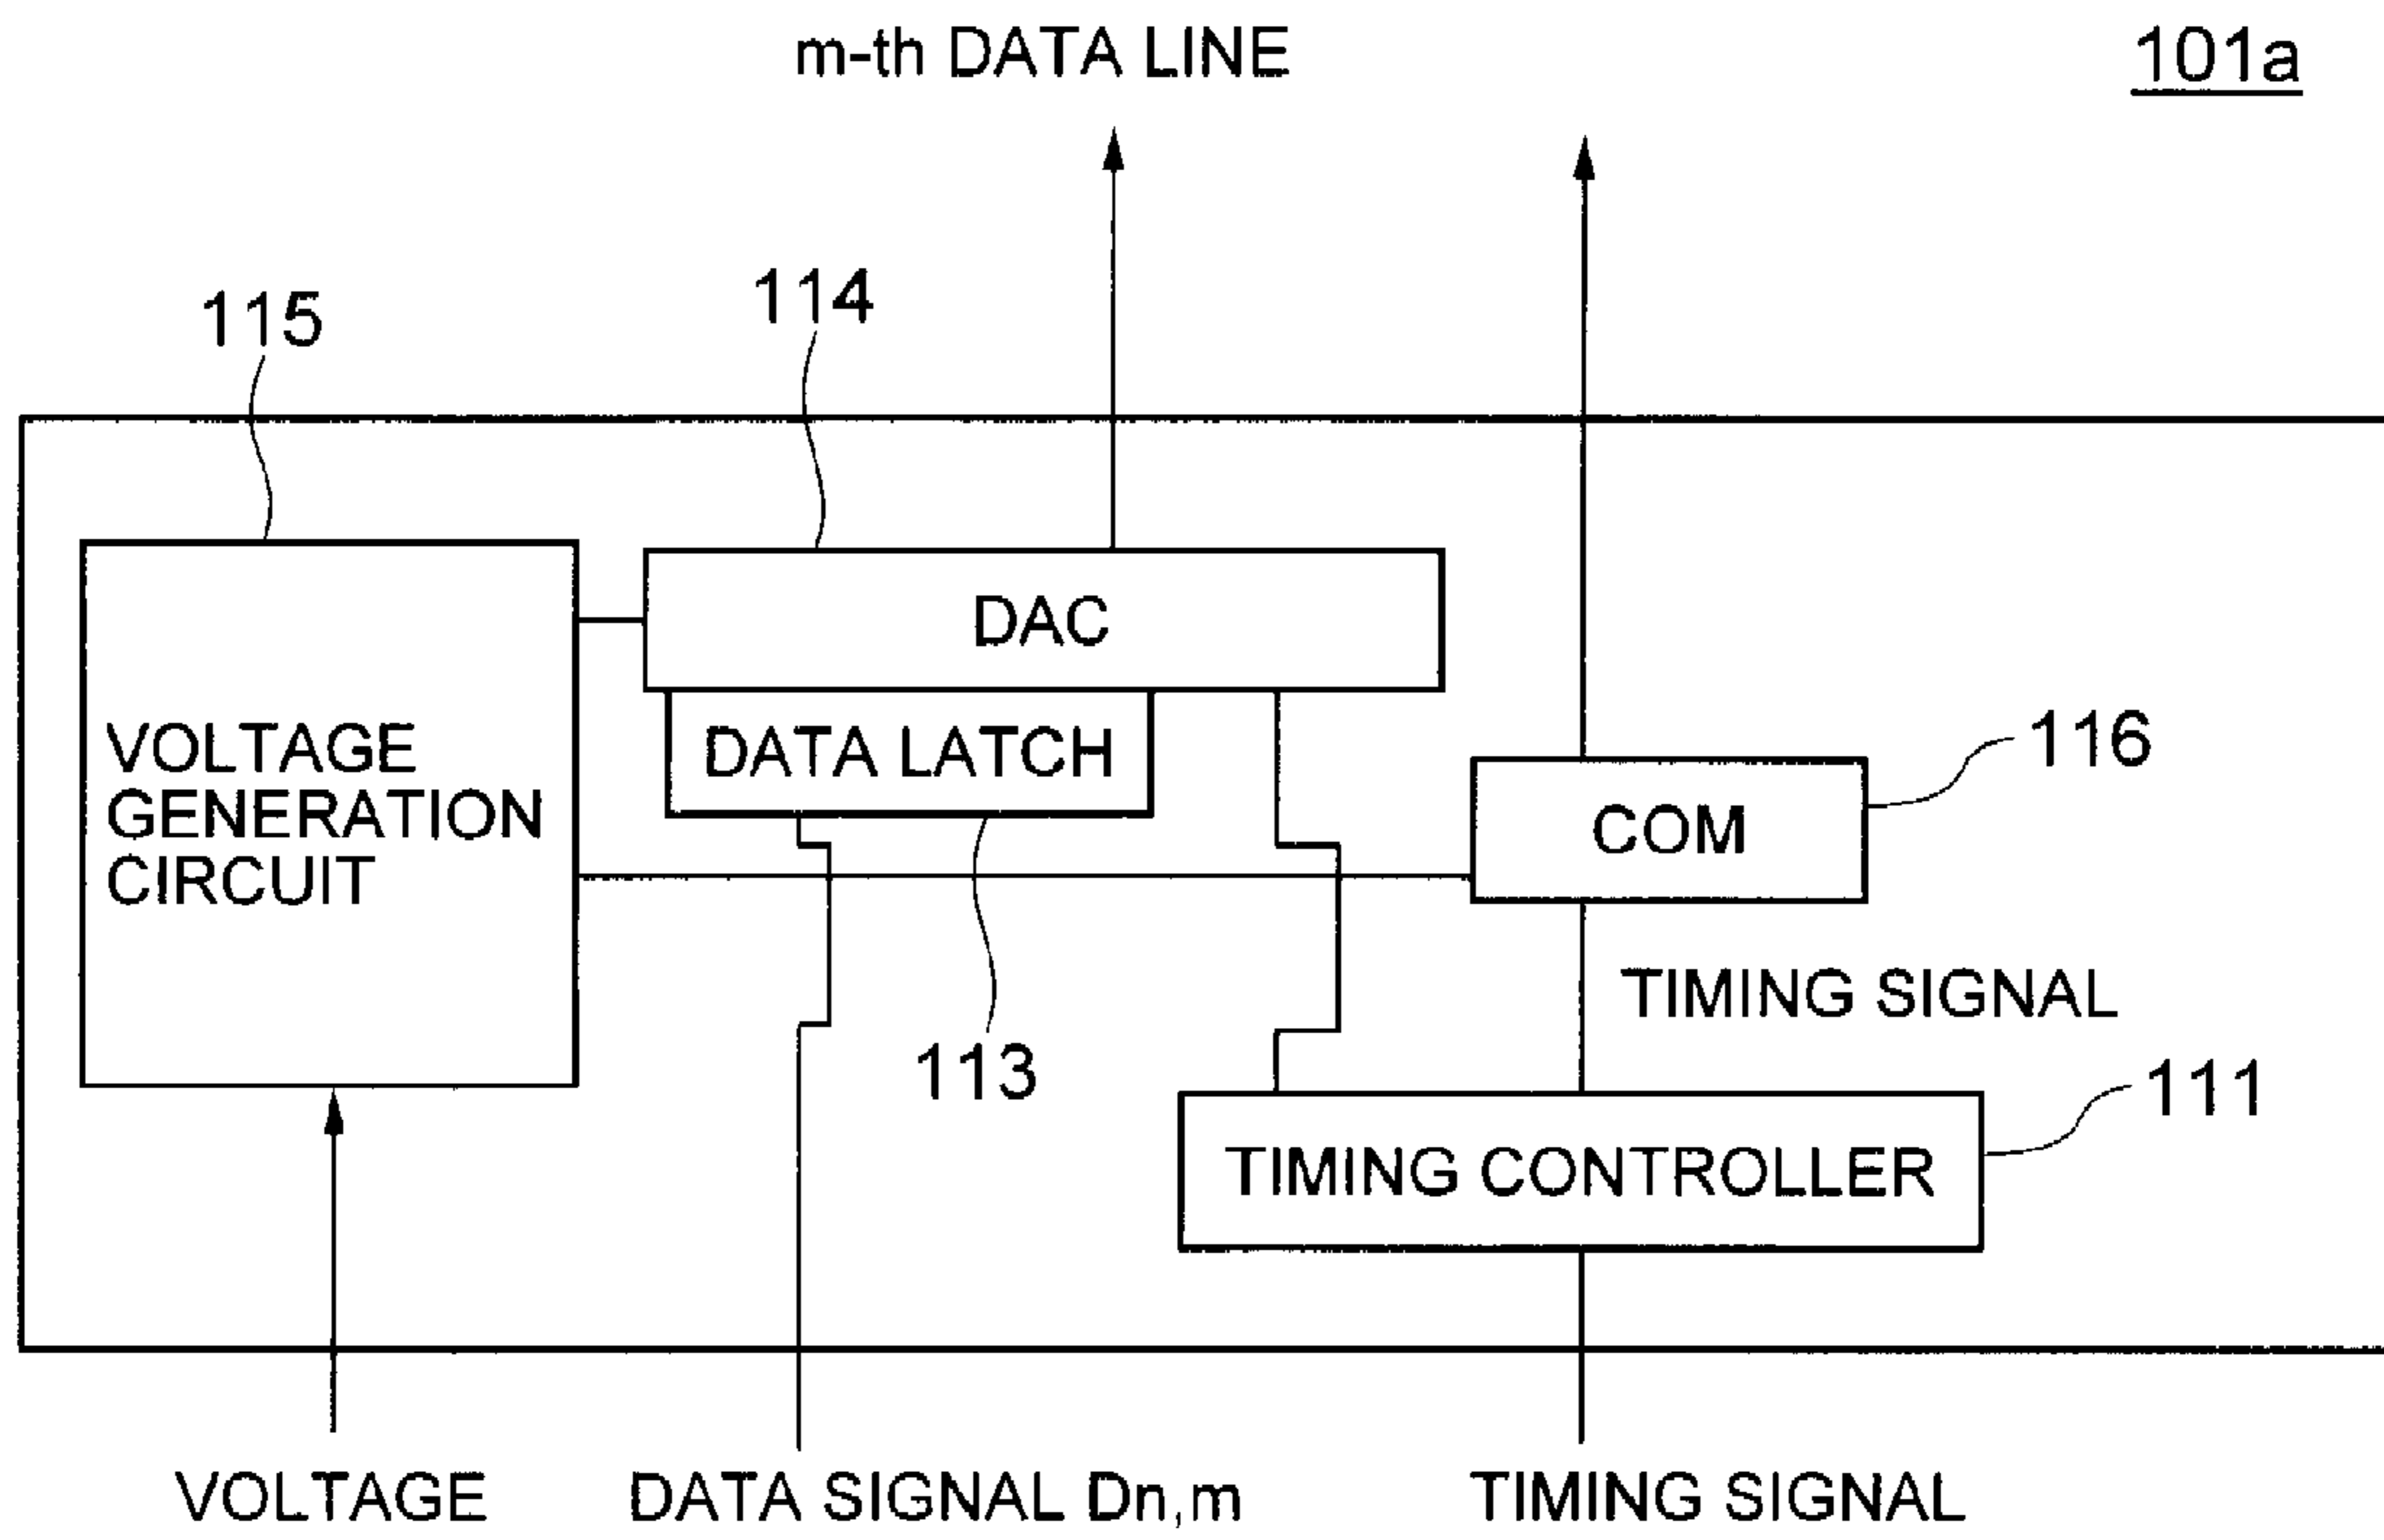 m-th DATA LINE
101a
115
114
DAC
VOLTAGE
GENERATION
CIRCUIT
DATA LATCH
116
COM
TIMING SIGNAL
113
111
TIMING CONTROLLER
VOLTAGE
DATA SIGNAL Dn,m
TIMING SIGNAL